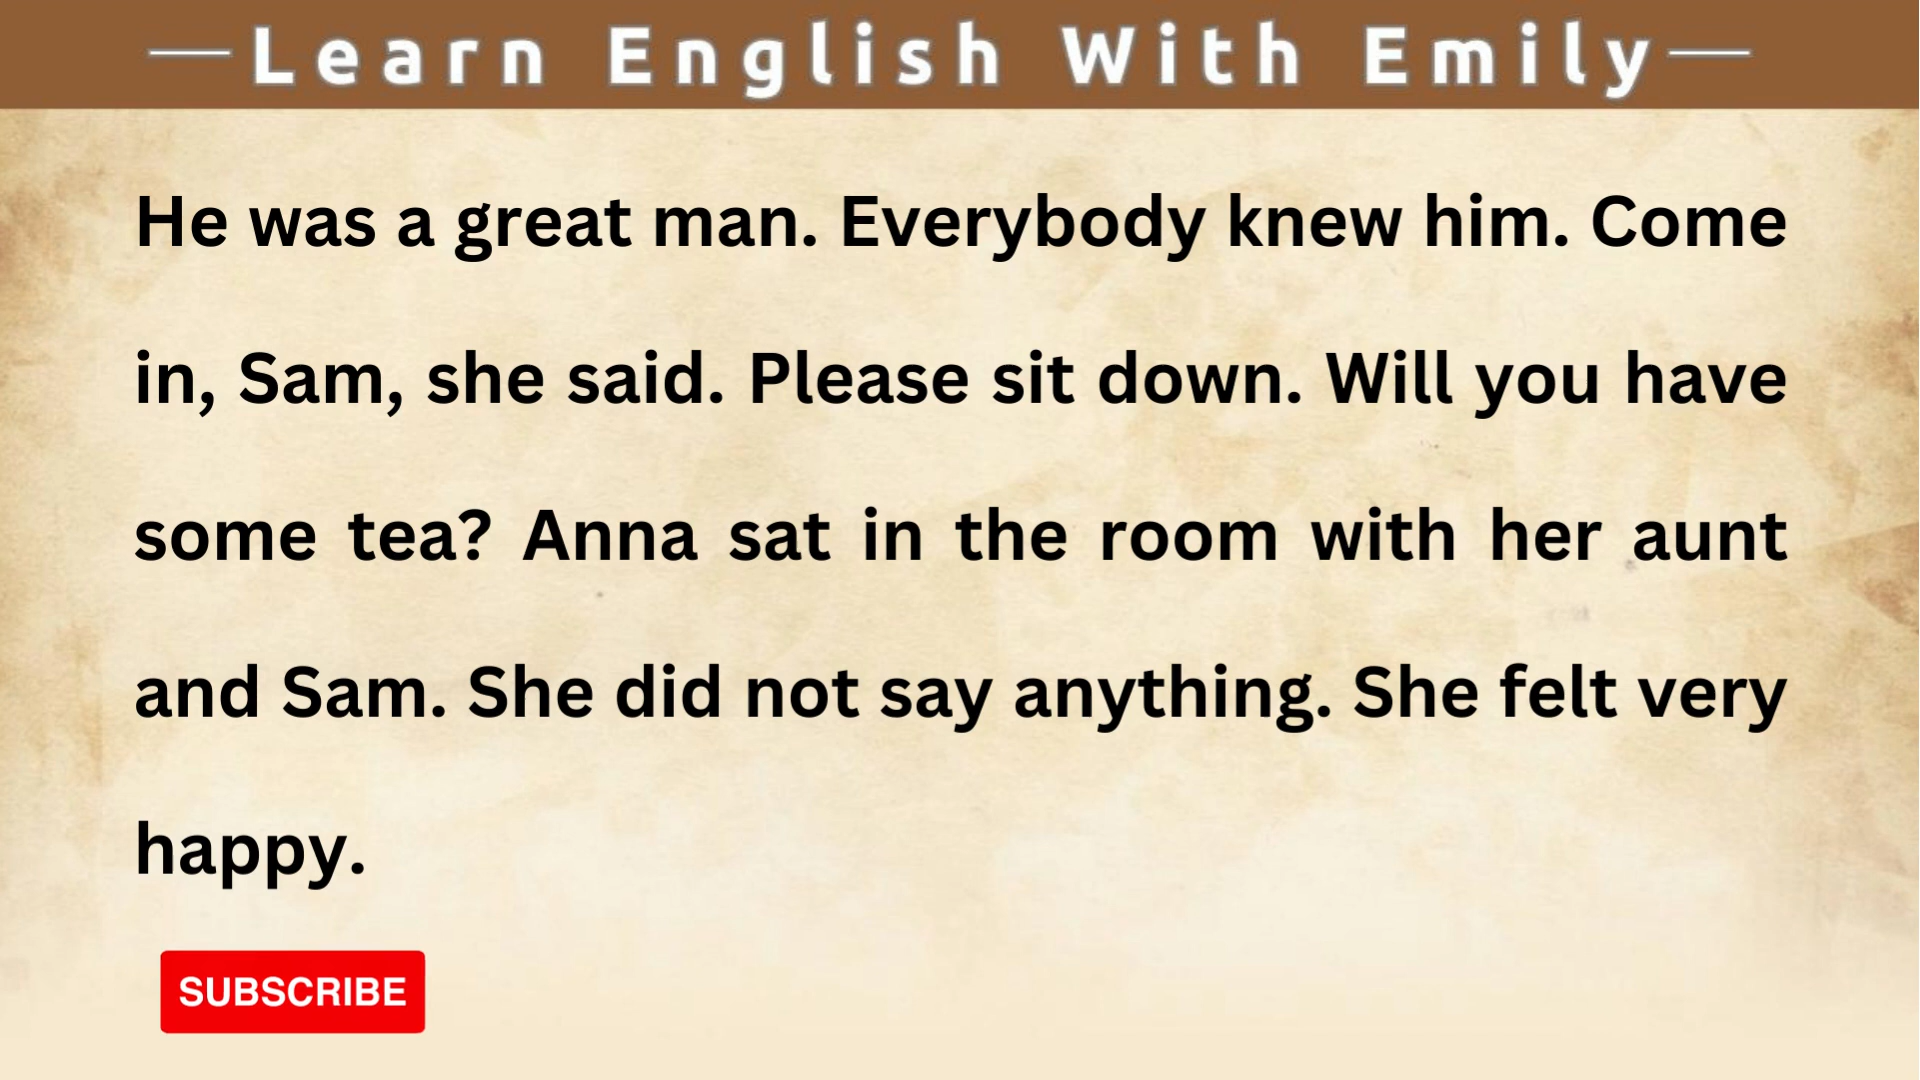 Learn English With Emily
He was a great man. Everybody knew him. Come
in, Sam, she said. Please sit down. Will you have
some tea? Anna sat in the room with her aunt
and Sam. She did not say anything. She felt very
happy.
SUBSCRIBE